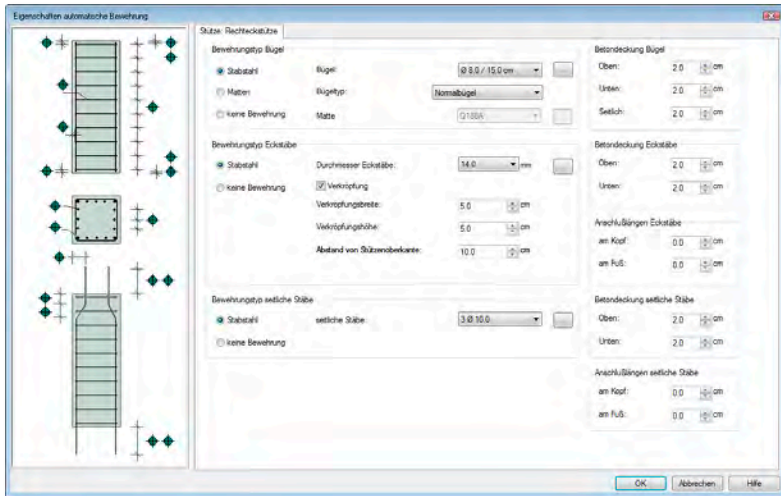 Eigenschaften automatische Bewehrung
Stütze: Rechteckstütze
Bewehrungstyp Bügel
Stabstahl
Bügel:
Ø 8.0 / 15.0 cm
...
Matten
Bügeltyp:
Normalbügel
keine Bewehrung
Matte
Q188A
...
Betondeckung Bügel
Oben:
2.0
cm
Unten:
2.0
cm
Seitlich:
2.0
cm
Bewehrungstyp Eckstäbe
Stabstahl
Durchmesser Eckstäbe:
14.0
mm
...
keine Bewehrung
Verkröpfung
Verkröpfungsbreite:
5.0
cm
Verkröpfungshöhe:
5.0
cm
Abstand von Stützenoberkante:
10.0
cm
Betondeckung Eckstäbe
Oben:
2.0
cm
Unten:
2.0
cm
Anschlußlängen Eckstäbe
am Kopf:
0.0
cm
am Fuß:
0.0
cm
Bewehrungstyp seitliche Stäbe
Stabstahl
seitliche Stäbe:
3 Ø 10.0
...
keine Bewehrung
Betondeckung seitliche Stäbe
Oben:
2.0
cm
Unten:
2.0
cm
Anschlußlängen seitliche Stäbe
am Kopf:
0.0
cm
am Fuß:
0.0
cm
OK
Abbrechen
Hilfe